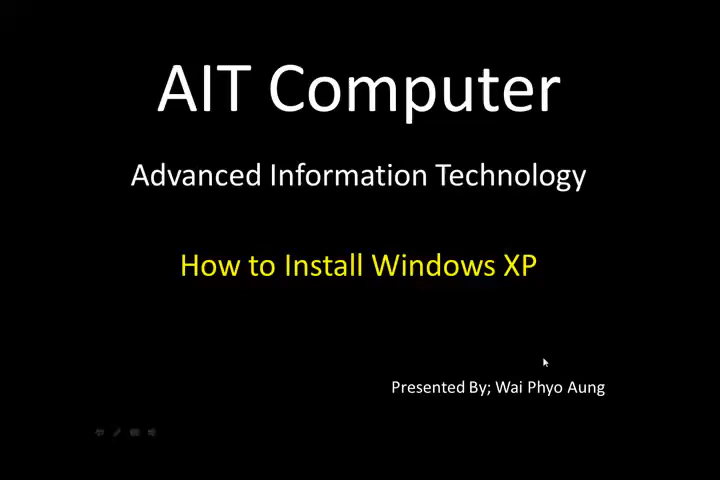 AIT Computer
Advanced Information Technology
How to Install Windows XP
Presented By; Wai Phyo Aung